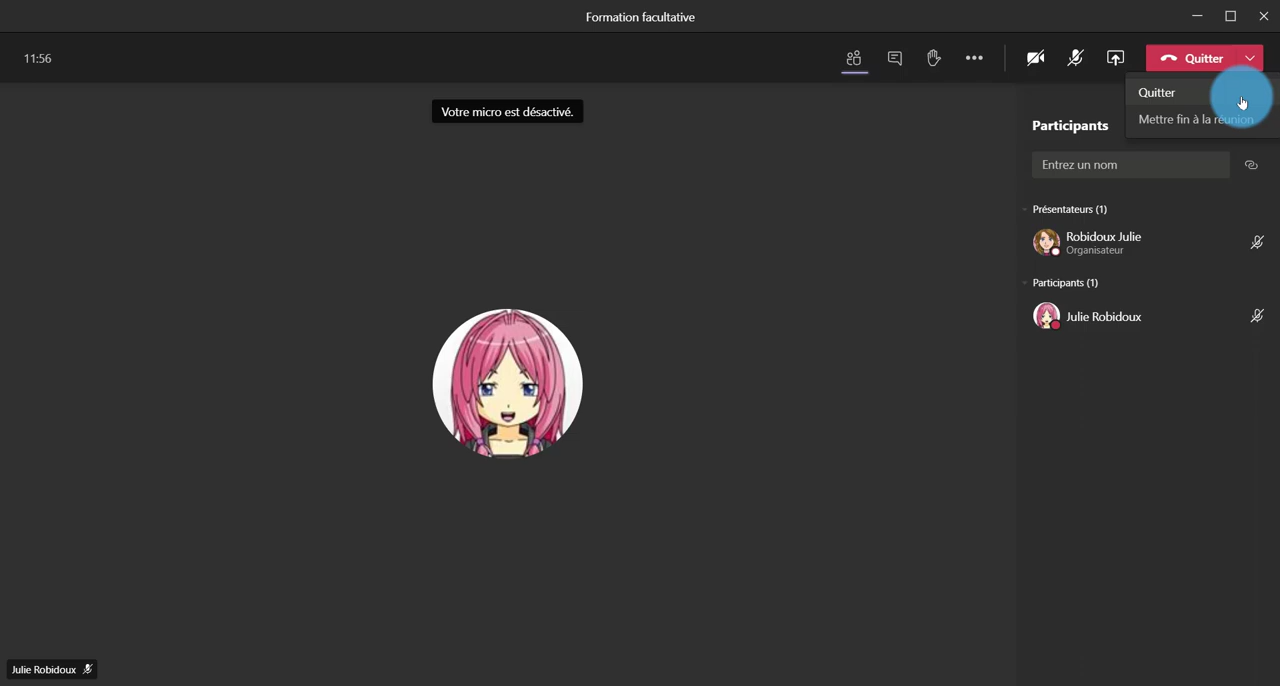 Formation facultative
11:56
Quitter
Quitter
Mettre fin à la réunion
Votre micro est désactivé.
Participants
Entrez un nom
Présentateurs (1)
Robidoux Julie
Organisateur
Participants (1)
Julie Robidoux
Julie Robidoux